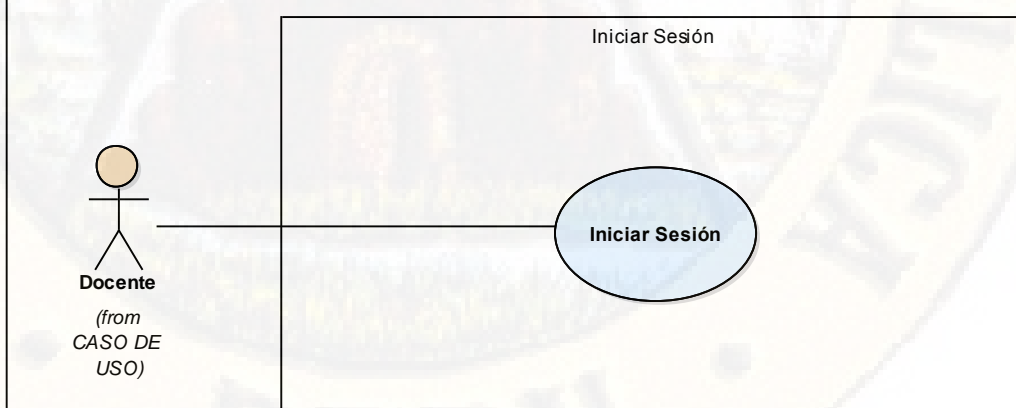 Iniciar Sesión
Iniciar Sesión
Docente
(from
CASO DE
USO)